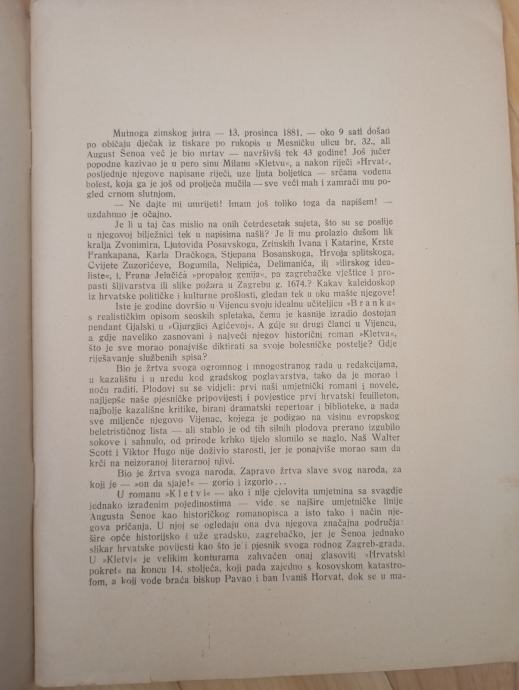 Mutnoga zimskog jutra — 13. prosinca 1881. — oko 9 sati došao
po običaju dječak iz tiskare po rukopis u Mesničku ulicu br. 32., ali
August Šenoa već je bio mrtav — navršivšj tek 43 godine! Još jučer
popodne kazivao je u pero sinu Milanu »Kletvu«, a nakon riječi »Hrvat«,
posljednje njegove napisane riječi, uze ljuta boljetica — srčana vodena
bolest, koja ga je još od proljeća mučila — sve veći mah i zamrači mu po-
gled crnom slutnjom.
— Ne dajte mi umrijeti! Imam još toliko toga da napišem! —
uzdahnuo je očajno.
Je li u taj čas mislio na onih četrdesetak sujeta, što su se poslije
u njegovoj bilježnici tek u napisima našli? Je li mu prolazio dušom lik
kralja Zvonimira, Ljutovida Posavskoga, Zrinskih Ivana i Katarine, Krste
Frankapana, Karla Dračkoga, Stjepana Bosanskoga, Hrvoja splitskoga,
Cvijete Zuzorićeve, Bogumila, Nelipića, Delimanića, ilj »ilirskog idea-
liste«, i. Frana Jelačića »propalog genija«, pa zagrebačke vještice i pro-
pasti šljivarstva ili slike požara u Zagrebu g. 1674.? Kakav kaleidoskop
iz hrvatske političke i kulturne prošlosti, gledan tek u oku mašte njegove!
Iste je godine dovršio u Vijencu svoju idealnu učiteljicu »Branka«
s realističkim opisom seoskih spletaka, čemu je kasnije izradio dostojan
pendant Gjalski u »Gjurgjici Agićevoj«. A gdje su drugi članci u Vijencu,
a gdje naveliko zasnovani i najveći njegov historični roman »Kletva«,
što je sve morao ponajviše diktirati sa svoje bolesničke postelje? Gdje
riješavanje službenih spisa?
Bio je žrtva svoga ogromnog i mnogostranog rada u redakcijama,
u kazalištu i u uredu kod gradskog poglavarstva, tako da je morao i
noću raditi. Plodovi su se vidjeli: prvi naši umjetnički romani j novele,
najljepše naše pjesničke pripovijesti i povjestice prvi hrvatski feuilleton,
najbolje kazališne kritike, birani dramatski repertoar i biblioteke, a nada
sve miljenče njegovo Vijenac, kojega je podigao na visinu evropskog
beletrističnog lista — ali stablo je od tih silnih plodova prerano izgubilo
sokove i sahnulo, od prirode krhko tijelo slomilo se naglo. Naš Walter
Scott i Viktor Hugo nije doživio starosti, jer je ponajviše morao sam da
krči na neizoranoj literarnoj njivi.
Bio je žrtva svoga naroda. Zapravo žrtva slave svog naroda, za
koji je — »on da sjaje!« — gorio i izgorio...
U romanu »Kletvi« — ako i nije cjelovita umjetnina sa svagdje
jednako izrađenim pojedinostima — vide se najšire umjetničke linije
Augusta Šenoe kao historičkog romanopisca a isto tako i način nje-
gova pričanja. U njoj se ogledaju ona dva njegova značajna područja:
šire opće historijsko i uže gradsko, zagrebačko, jer je Šenoa jednako
slikar hrvatske povijesti kao što je i pjesnik svoga rodnog Zagreb-grada.
U »Kletvi« je velikim konturama zahvaćen onaj glasoviti »Hrvatski
pokret« na koncu 14. stoljeća, koji pada zajedno s kosovskom katastro-
fom, a koji vode braća biskup Pavao i ban Ivaniš Horvat, dok se u ma-